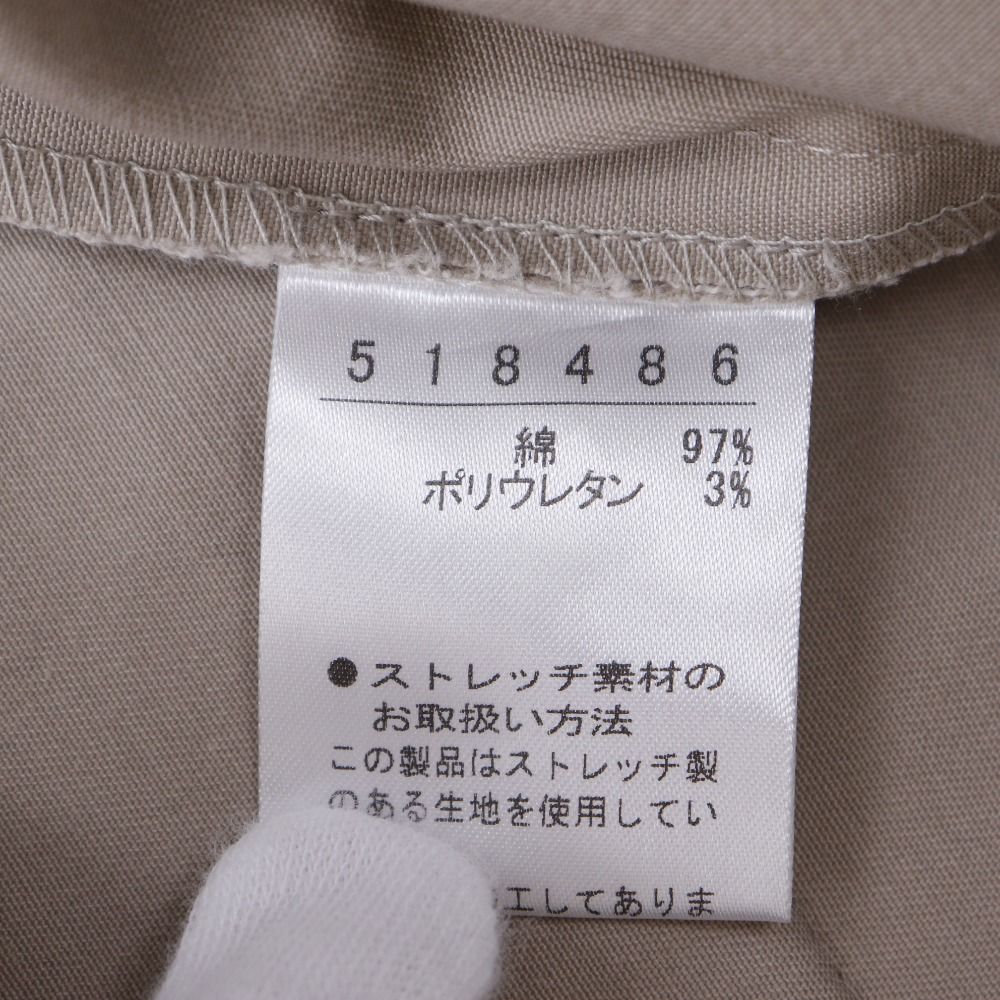 518486
綿 97%
ポリウレタン 3%
●ストレッチ素材の
お取扱い方法
この製品はストレッチ製
のある生地を使用してい
工してありま